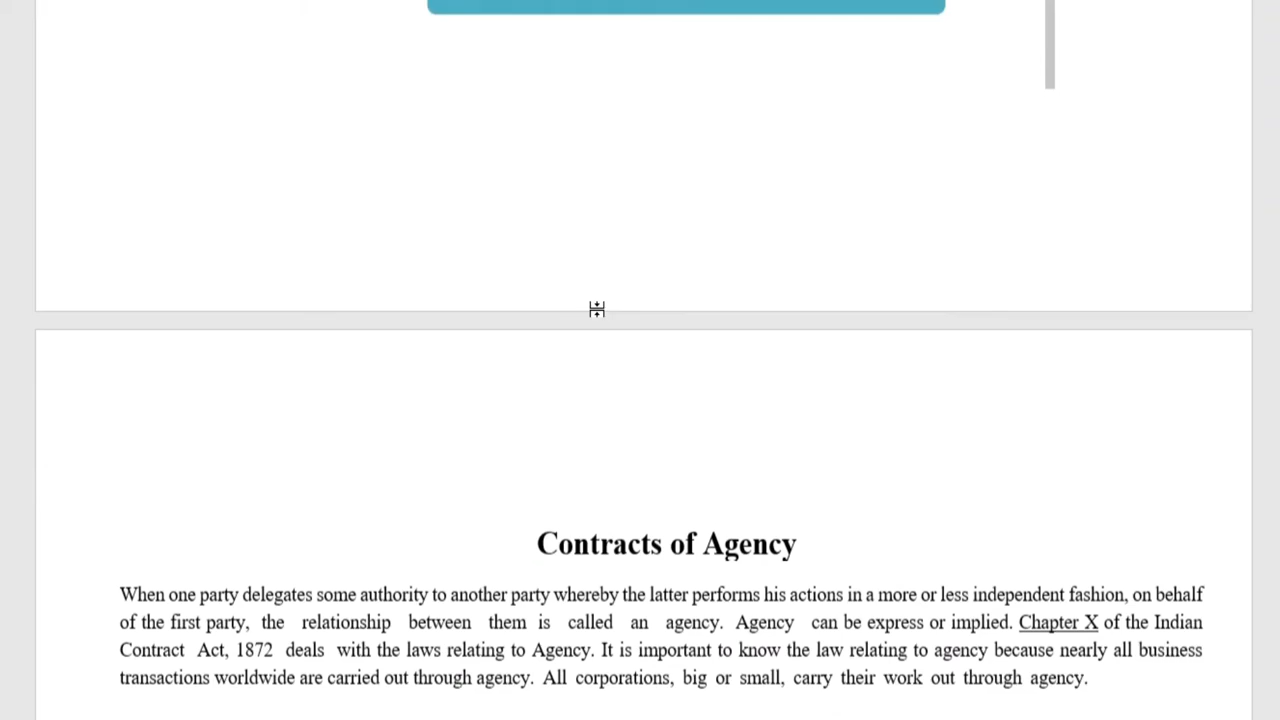 Contracts of Agency
When one party delegates some authority to another party whereby the latter performs his actions in a more or less independent fashion, on behalf
of the first party, the relationship between them is called an agency. Agency can be express or implied. Chapter X of the Indian
Contract Act, 1872 deals with the laws relating to Agency. It is important to know the law relating to agency because nearly all business
transactions worldwide are carried out through agency. All corporations, big or small, carry their work out through agency.